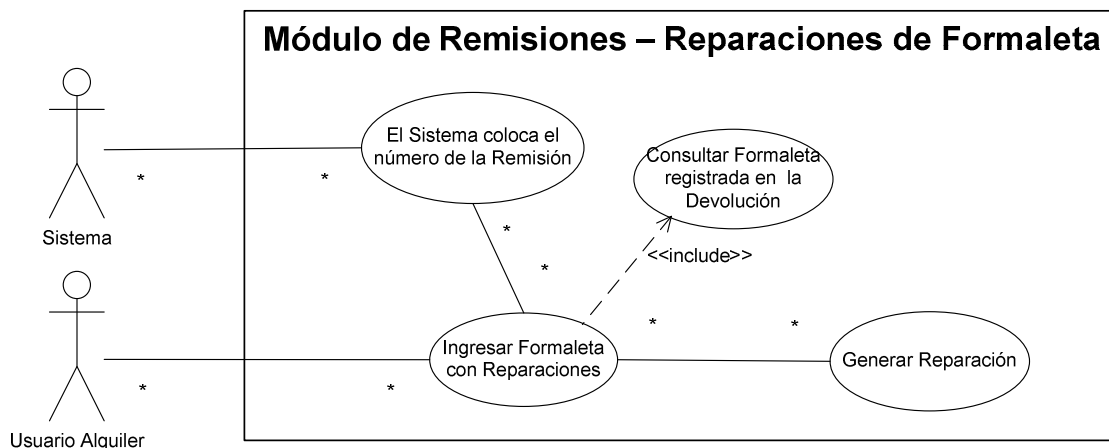 Módulo de Remisiones – Reparaciones de Formaleta
El Sistema coloca el
número de la Remisión
Consultar Formaleta
registrada en la
Devolución
*
*
Sistema
*
<<include>>
*
*
*
Ingresar Formaleta
con Reparaciones
Generar Reparación
*
*
Usuario Alquiler